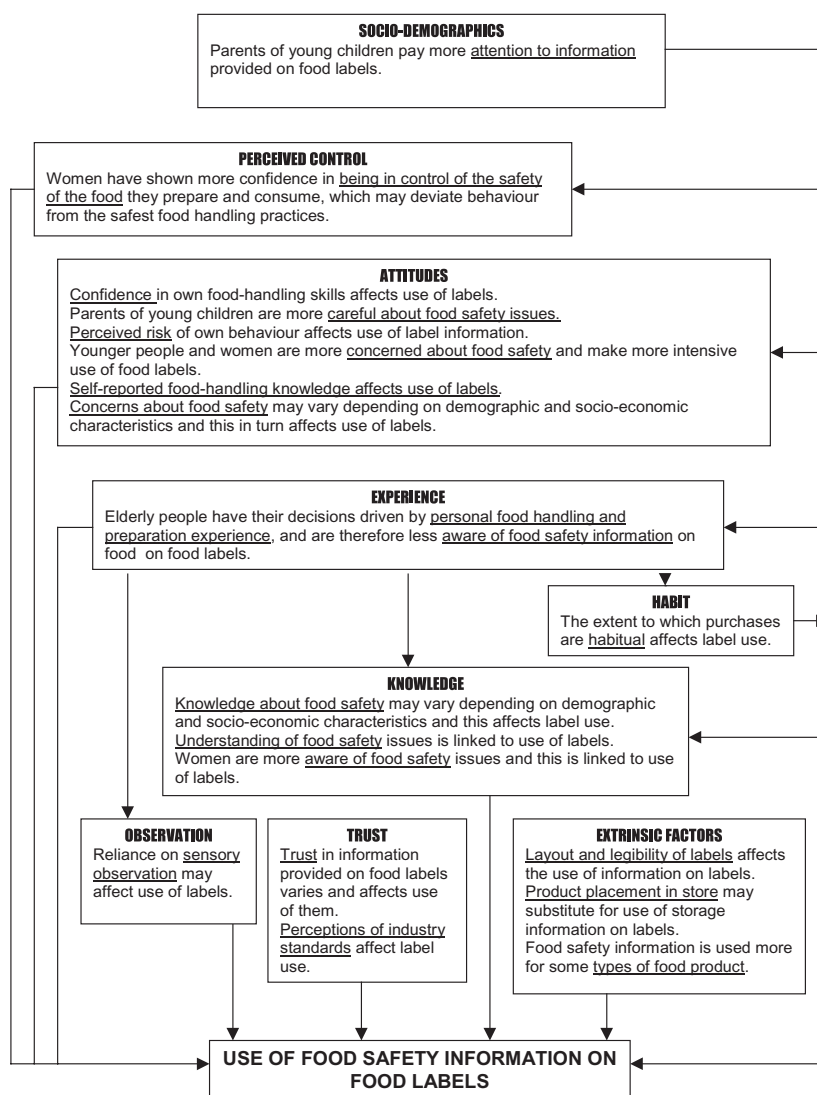 SOCIO-DEMOGRAPHICS
Parents of young children pay more attention to information
provided on food labels.
PERCEIVED CONTROL
Women have shown more confidence in being in control of the safety
of the food they prepare and consume, which may deviate behaviour
from the safest food handling practices.
ATTITUDES
Confidence in own food-handling skills affects use of labels.
Parents of young children are more careful about food safety issues.
Perceived risk of own behaviour affects use of label information.
Younger people and women are more concerned about food safety and make more intensive
use of food labels.
Self-reported food-handling knowledge affects use of labels.
Concerns about food safety may vary depending on demographic and socio-economic
characteristics and this in turn affects use of labels.
EXPERIENCE
Elderly people have their decisions driven by personal food handling and
preparation experience, and are therefore less aware of food safety information on
food on food labels.
HABIT
The extent to which purchases
are habitual affects label use.
KNOWLEDGE
Knowledge about food safety may vary depending on demographic
and socio-economic characteristics and this affects label use.
Understanding of food safety issues is linked to use of labels.
Women are more aware of food safety issues and this is linked to use
of labels.
OBSERVATION
Reliance on sensory
observation may
affect use of labels.
TRUST
Trust in information
provided on food labels
varies and affects use
of them.
Perceptions of industry
standards affect label
use.
EXTRINSIC FACTORS
Layout and legibility of labels affects
the use of information on labels.
Product placement in store may
substitute for use of storage
information on labels.
Food safety information is used more
for some types of food product.
USE OF FOOD SAFETY INFORMATION ON
FOOD LABELS